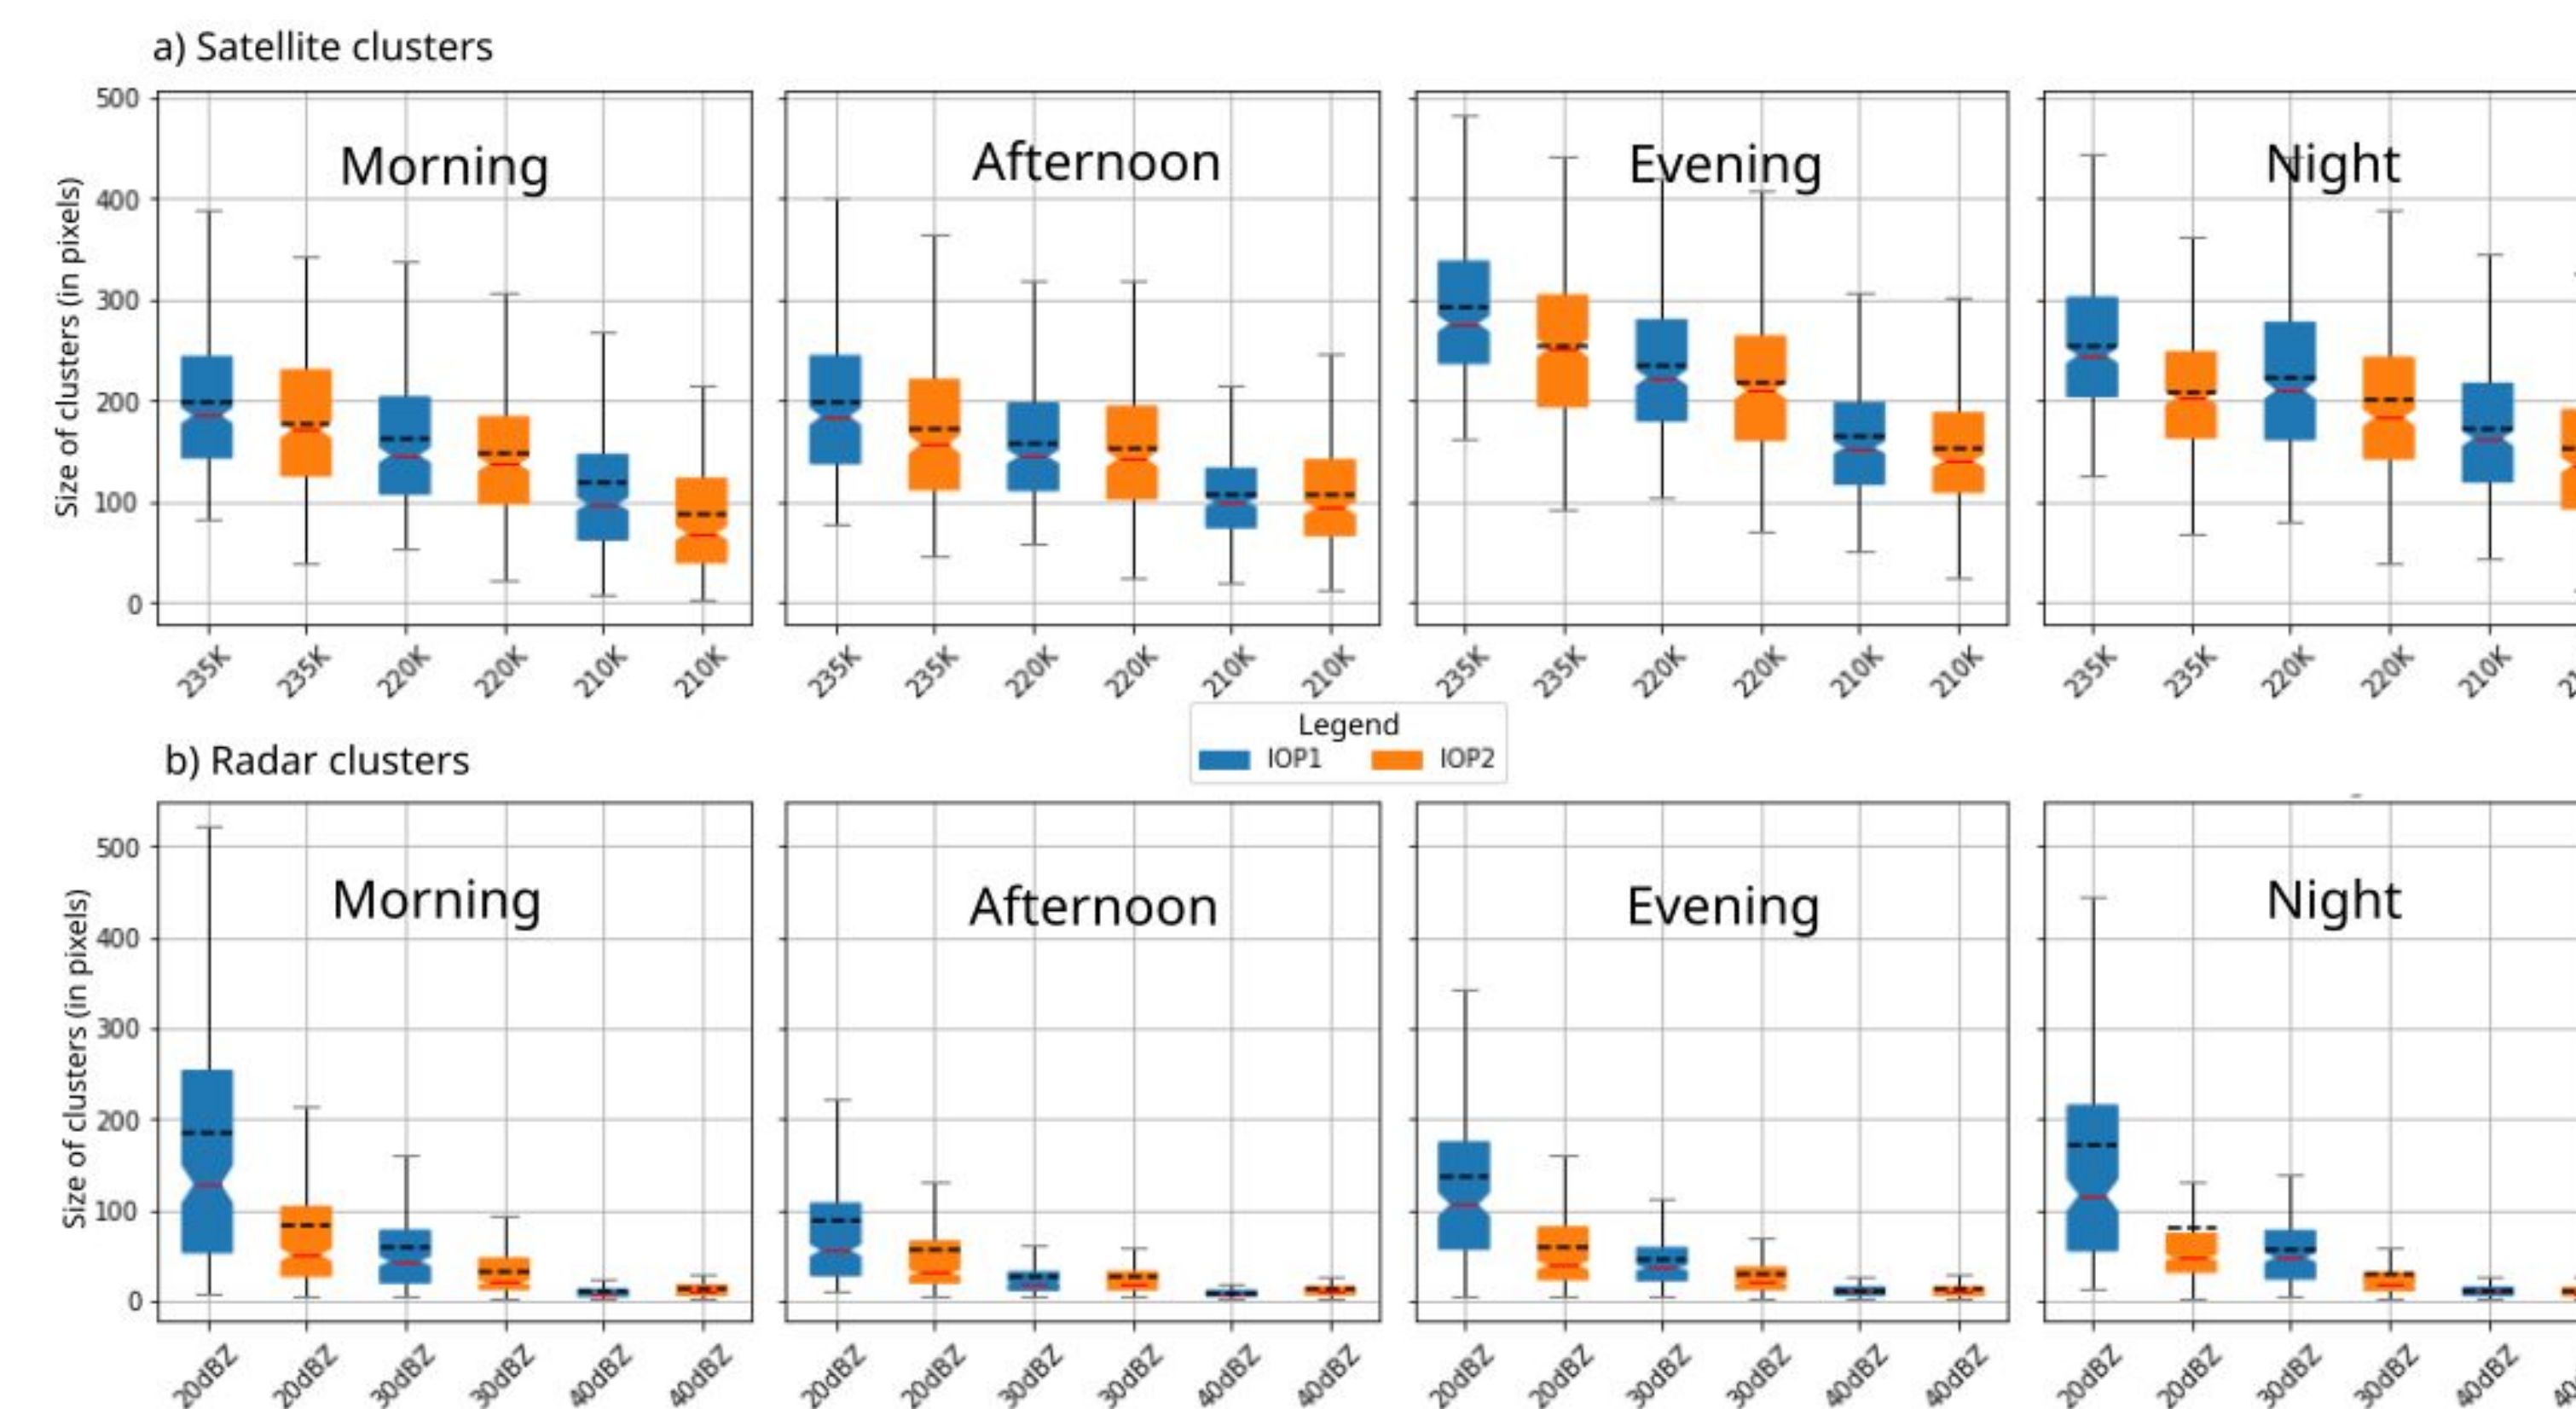 a) Satellite clusters
Size of clusters (in pixels)
500
400
300
200
100
0
Morning
Afternoon
Evening
Night
235K 235K 220K 220K 210K 210K
235K 235K 220K 220K 210K 210K
235K 235K 220K 220K 210K 210K
235K 235K 220K 220K 210K
Legend
IOP1 IOP2
b) Radar clusters
Size of clusters (in pixels)
500
400
300
200
100
0
Morning
Afternoon
Evening
Night
20dBZ 20dBZ 30dBZ 30dBZ 40dBZ 40dBZ
20dBZ 20dBZ 30dBZ 30dBZ 40dBZ 40dBZ
20dBZ 20dBZ 30dBZ 30dBZ 40dBZ 40dBZ
20dBZ 20dBZ 30dBZ 30dBZ 40dBZ